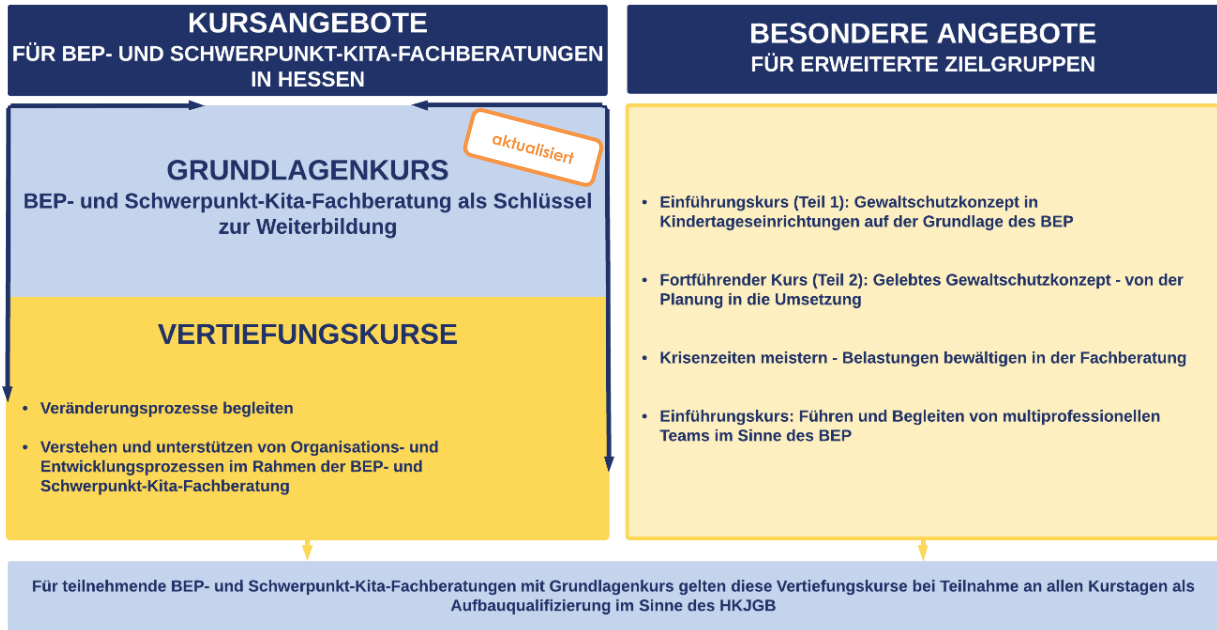 KURSANGEBOTE
FÜR BEP- UND SCHWERPUNKT-KITA-FACHBERATUNGEN
IN HESSEN
aktualisiert
GRUNDLAGENKURS
BEP- und Schwerpunkt-Kita-Fachberatung als Schlüssel
zur Weiterbildung
VERTIEFUNGSKURSE
• Veränderungsprozesse begleiten
• Verstehen und unterstützen von Organisations- und
Entwicklungsprozessen im Rahmen der BEP- und
Schwerpunkt-Kita-Fachberatung
BESONDERE ANGEBOTE
FÜR ERWEITERTE ZIELGRUPPEN
• Einführungskurs (Teil 1): Gewaltschutzkonzept in
Kindertageseinrichtungen auf der Grundlage des BEP
• Fortführender Kurs (Teil 2): Gelebtes Gewaltschutzkonzept - von der
Planung in die Umsetzung
• Krisenzeiten meistern - Belastungen bewältigen in der Fachberatung
• Einführungskurs: Führen und Begleiten von multiprofessionellen
Teams im Sinne des BEP
Für teilnehmende BEP- und Schwerpunkt-Kita-Fachberatungen mit Grundlagenkurs gelten diese Vertiefungskurse bei Teilnahme an allen Kurstagen als
Aufbauqualifizierung im Sinne des HKJGB